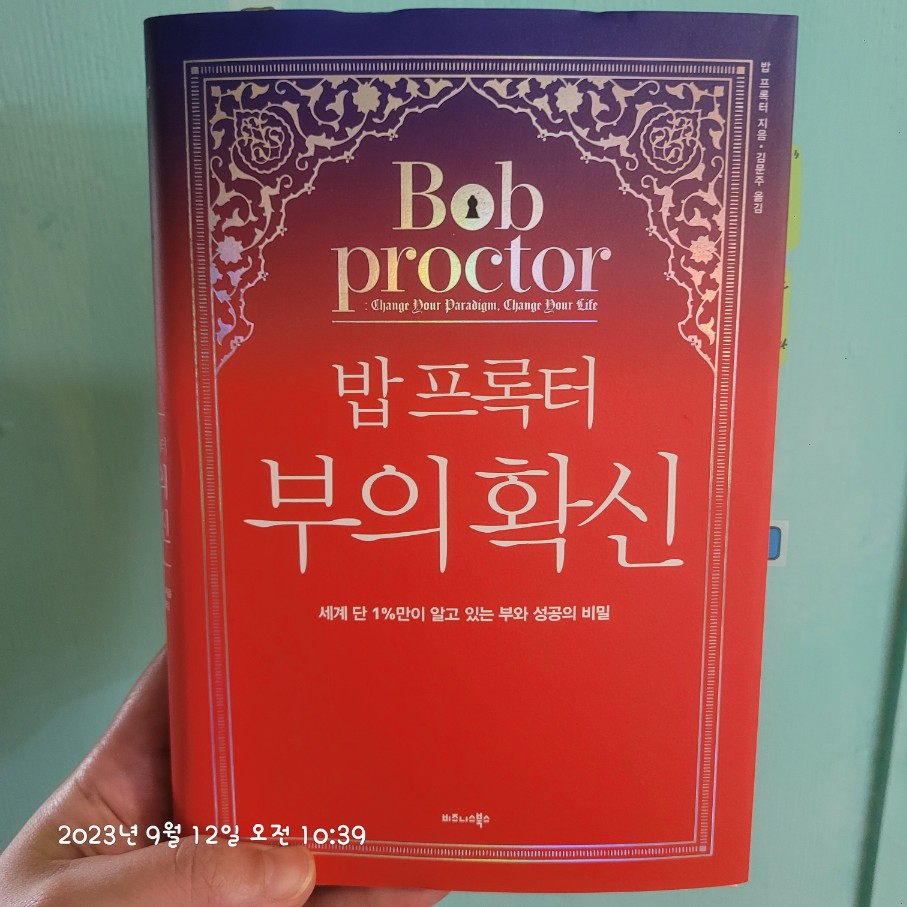 밥 프록터 지음 · 김문주 옮김
Bob
proctor
: Change Your Paradigm, Change Your Life
밥 프록터
부의 확신
세계 단 1%만이 알고 있는 부와 성공의 비밀
비즈니스북스
2023년 9월 12일 오전 10:39